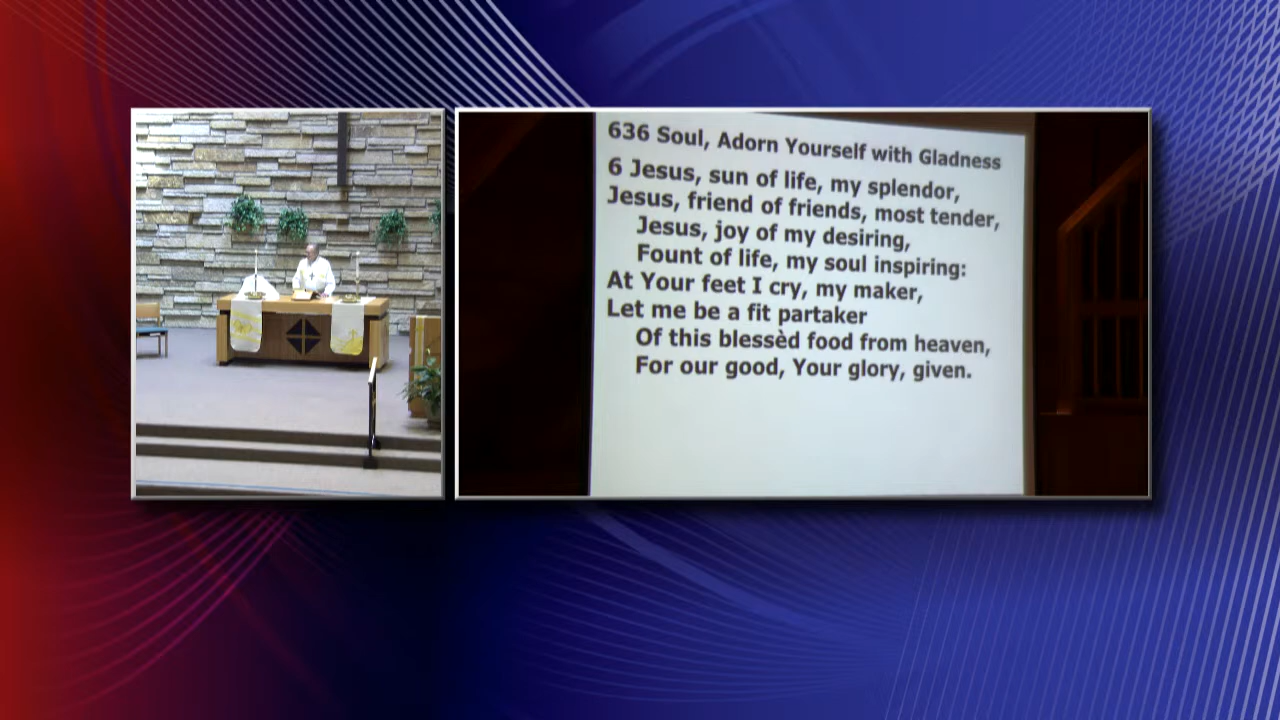 636 Soul, Adorn Yourself with Gladness
6 Jesus, sun of life, my splendor,
Jesus, friend of friends, most tender,
Jesus, joy of my desiring,
Fount of life, my soul inspiring:
At Your feet I cry, my maker,
Let me be a fit partaker
Of this blessèd food from heaven,
For our good, Your glory, given.